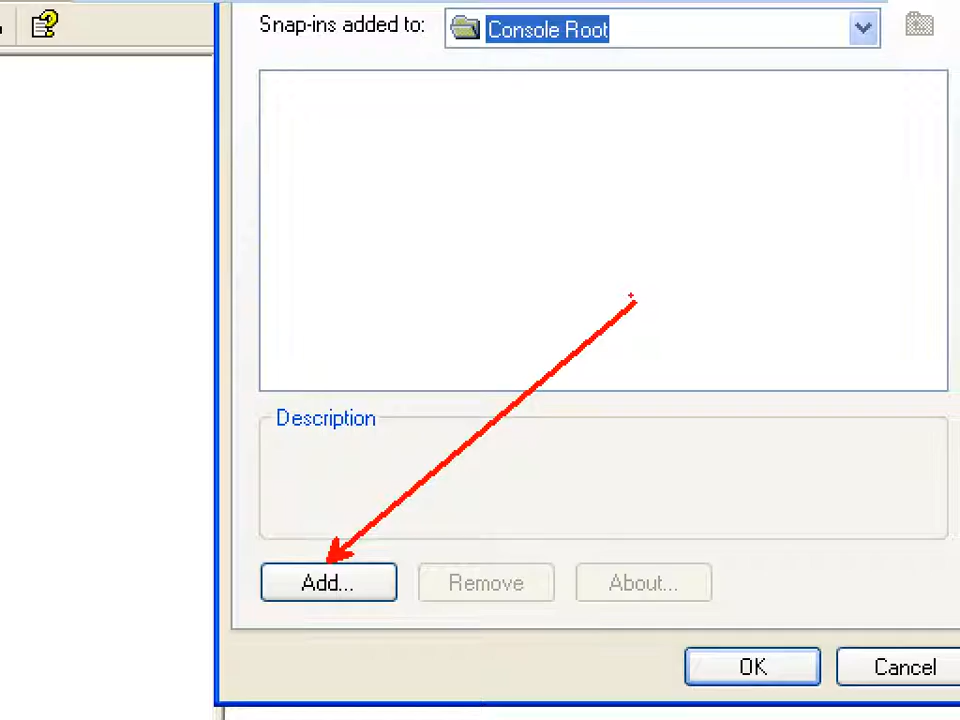 Snap-ins added to: Console Root
Description
Add... Remove About...
OK Cancel